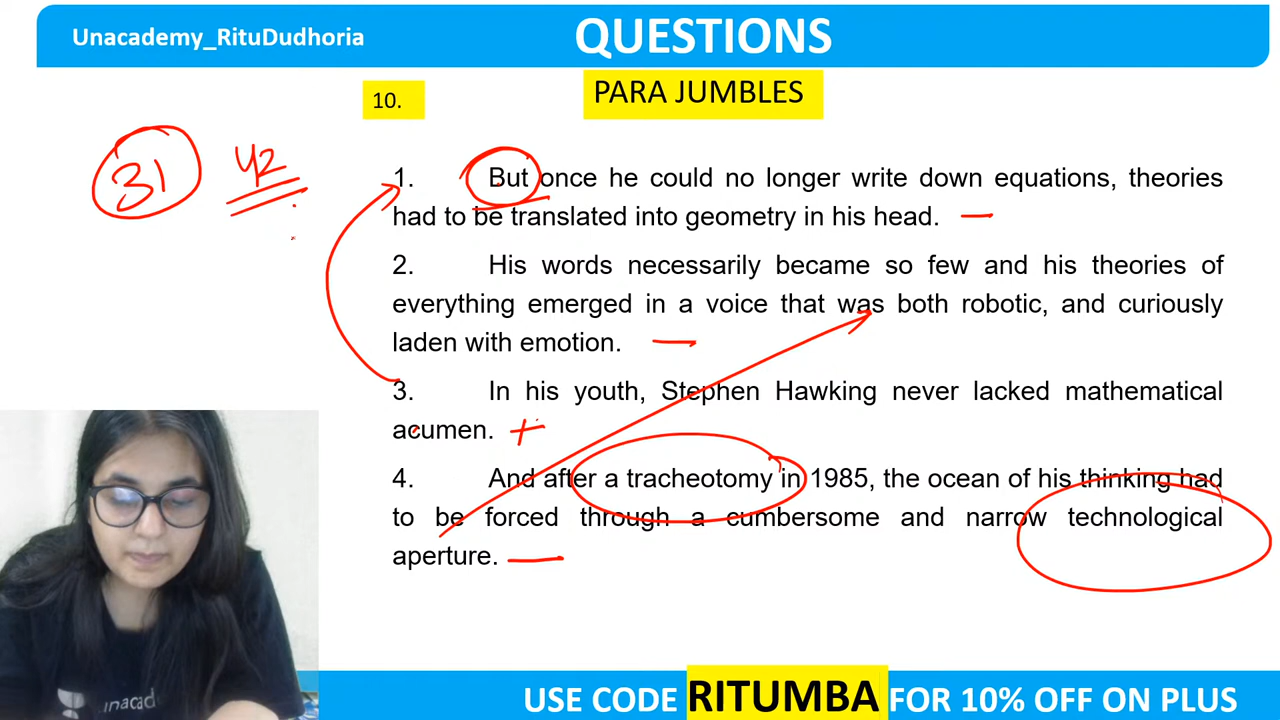 Unacademy_RituDudhoria
QUESTIONS
10.
PARA JUMBLES
31 42
1. But once he could no longer write down equations, theories
had to be translated into geometry in his head.
2. His words necessarily became so few and his theories of
everything emerged in a voice that was both robotic, and curiously
laden with emotion.
3. In his youth, Stephen Hawking never lacked mathematical
acumen. +
4. And after a tracheotomy in 1985, the ocean of his thinking had
to be forced through a cumbersome and narrow technological
aperture.
unacade
USE CODE RITUMBA FOR 10% OFF ON PLUS